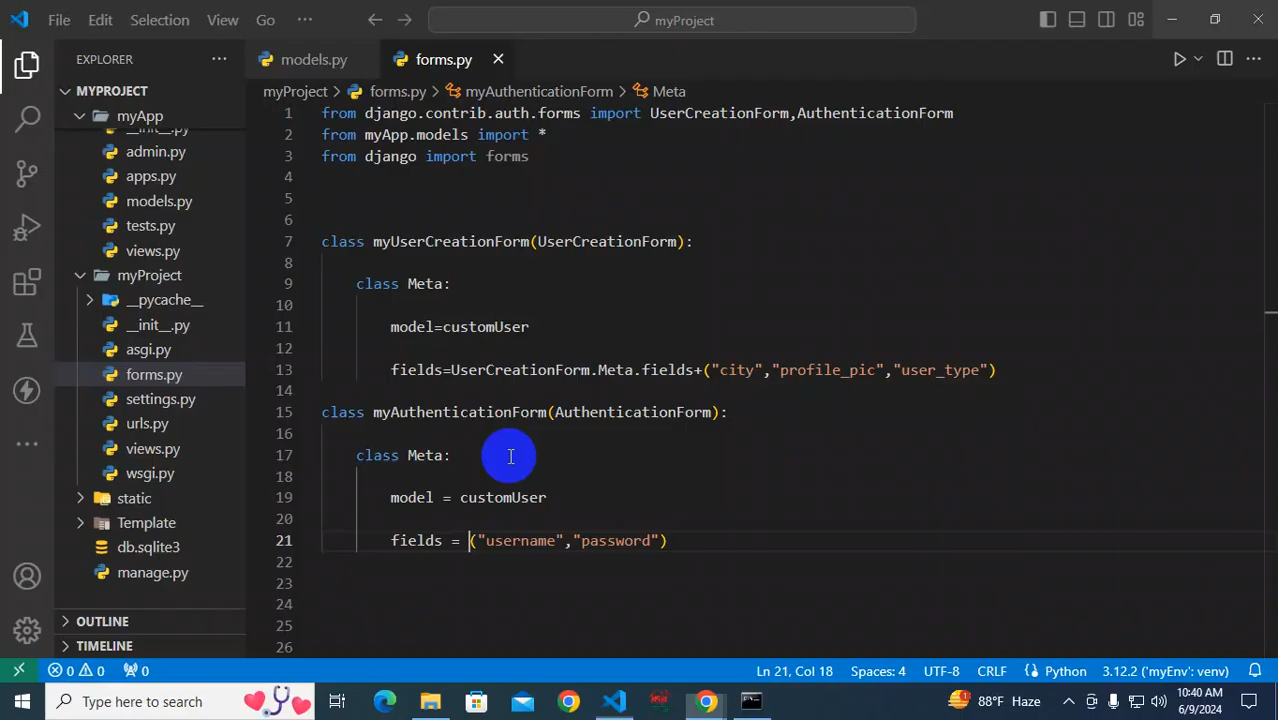 File Edit Selection View Go ··· myProject
EXPLORER ···
models.py
forms.py
MYPROJECT
myApp
__init__.py
admin.py
apps.py
models.py
tests.py
views.py
myProject
__pycache__
__init__.py
asgi.py
forms.py
settings.py
urls.py
views.py
wsgi.py
static
Template
db.sqlite3
manage.py
OUTLINE
TIMELINE
myProject > forms.py > myAuthenticationForm > Meta
1 from django.contrib.auth.forms import UserCreationForm,AuthenticationForm
2 from myApp.models import *
3 from django import forms
4
5
6
7 class myUserCreationForm(UserCreationForm):
8
9 class Meta:
10
11 model=customUser
12
13 fields=UserCreationForm.Meta.fields+("city","profile_pic","user_type")
14
15 class myAuthenticationForm(AuthenticationForm):
16
17 class Meta:
18
19 model = customUser
20
21 fields = ("username","password")
22
23
24
25
26
0 0 0 Ln 21, Col 18 Spaces: 4 UTF-8 CRLF Python 3.12.2 ('myEnv': venv)
Type here to search 88°F Haze 10:40 AM
6/9/2024